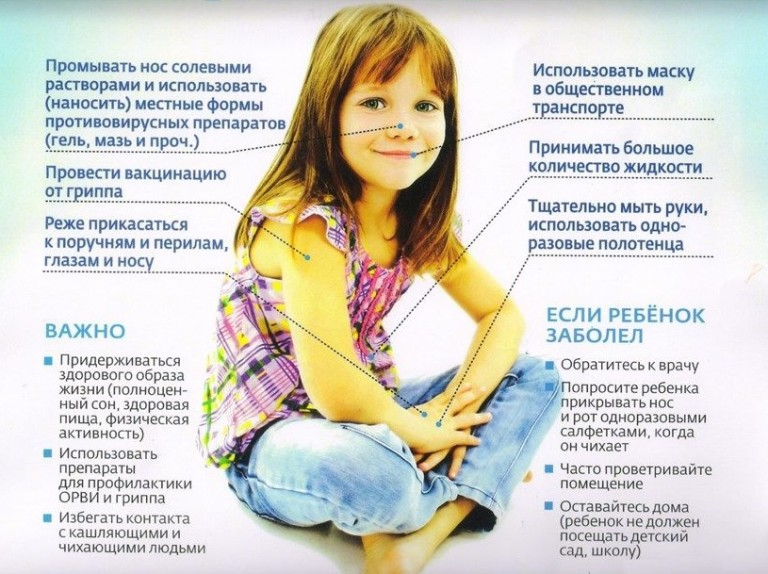 Промывать нос солевыми
растворами и использовать
(наносить) местные формы
противовирусных препаратов
(гель, мазь и проч.)
Провести вакцинацию
от гриппа
Реже прикасаться
к поручням и перилам,
глазам и носу
Использовать маску
в общественном
транспорте
Принимать большое
количество жидкости
Тщательно мыть руки,
использовать одно-
разовые полотенца
ВАЖНО
Придерживаться
здорового образа
жизни (полноцен-
ный сон, здоровая
пища, физическая
активность)
Использовать
препараты
для профилактики
ОРВИ и гриппа
Избегать контакта
с кашляющими и
чихающими людьми
ЕСЛИ РЕБЁНОК
ЗАБОЛЕЛ
Обратитесь к врачу
Попросите ребенка
прикрывать нос
и рот одноразовыми
салфетками, когда
он чихает
Часто проветривайте
помещение
Оставайтесь дома
(ребенок не должен
посещать детский
сад, школу)